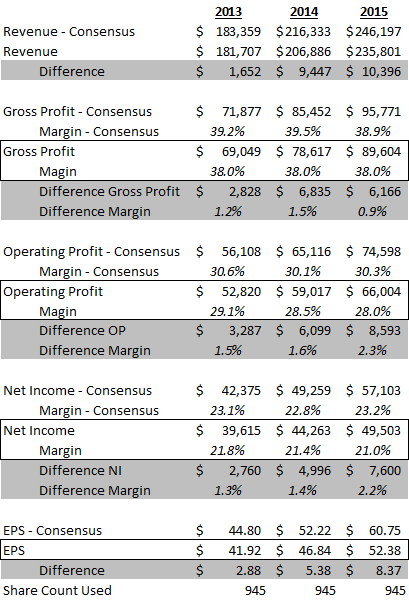 2013 2014 2015
Revenue - Consensus $ 183,359 $216,333 $246,197
Revenue $ 181,707 $206,886 $235,801
Difference $ 1,652 $ 9,447 $ 10,396
Gross Profit - Consensus $ 71,877 $ 85,452 $ 95,771
Margin - Consensus 39.2% 39.5% 38.9%
Gross Profit $ 69,049 $ 78,617 $ 89,604
Magin 38.0% 38.0% 38.0%
Difference Gross Profit $ 2,828 $ 6,835 $ 6,166
Difference Margin 1.2% 1.5% 0.9%
Operating Profit - Consensus $ 56,108 $ 65,116 $ 74,598
Margin - Consensus 30.6% 30.1% 30.3%
Operating Profit $ 52,820 $ 59,017 $ 66,004
Magin 29.1% 28.5% 28.0%
Difference OP $ 3,287 $ 6,099 $ 8,593
Difference Margin 1.5% 1.6% 2.3%
Net Income - Consensus $ 42,375 $ 49,259 $ 57,103
Margin - Consensus 23.1% 22.8% 23.2%
Net Income $ 39,615 $ 44,263 $ 49,503
Margin 21.8% 21.4% 21.0%
Difference NI $ 2,760 $ 4,996 $ 7,600
Difference Margin 1.3% 1.4% 2.2%
EPS - Consensus $ 44.80 $ 52.22 $ 60.75
EPS $ 41.92 $ 46.84 $ 52.38
Difference $ 2.88 $ 5.38 $ 8.37
Share Count Used 945 945 945